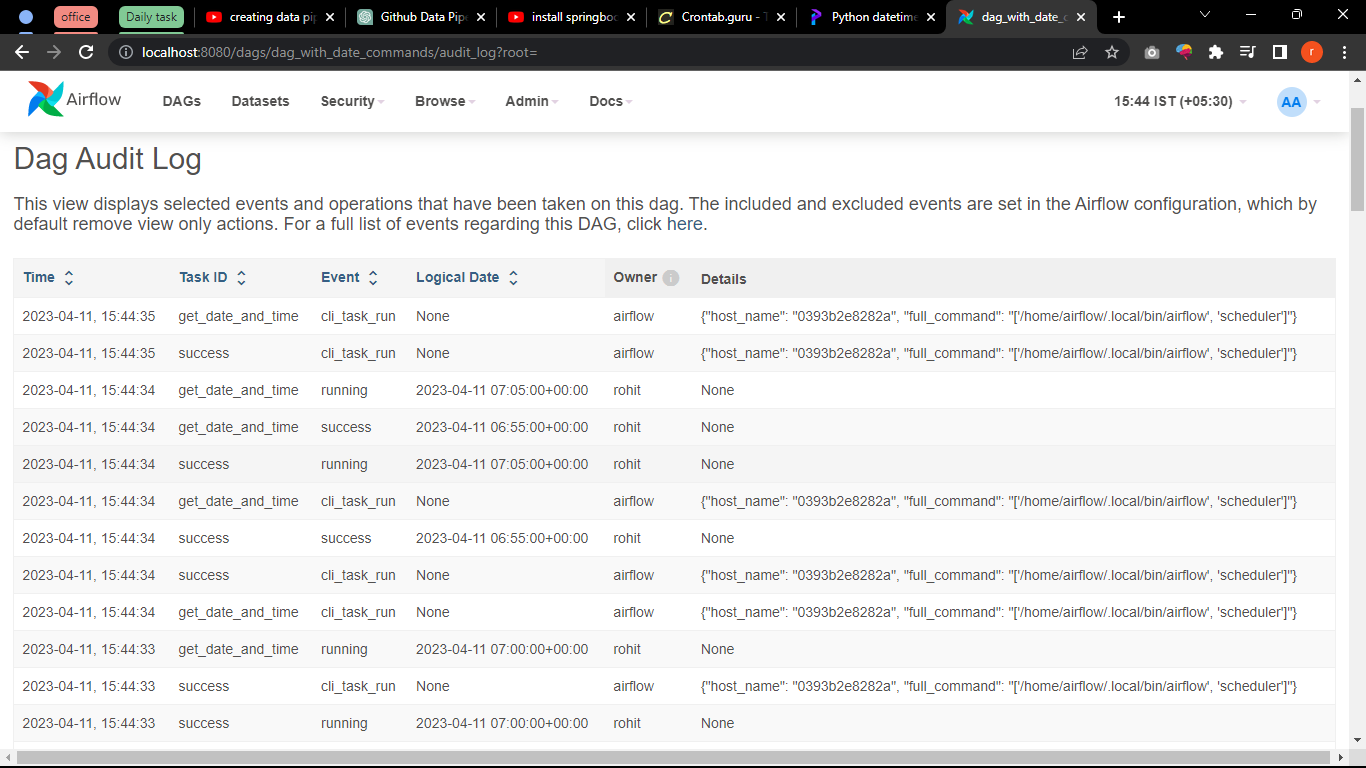 office
Daily task
creating data pip
Github Data Pip
install springboo
Crontab.guru - T
Python datetime
dag_with_date_c
localhost:8080/dags/dag_with_date_commands/audit_log?root=
r
Airflow DAGs Datasets Security Browse Admin Docs 15:44 IST (+05:30) AA
Dag Audit Log
This view displays selected events and operations that have been taken on this dag. The included and excluded events are set in the Airflow configuration, which by
default remove view only actions. For a full list of events regarding this DAG, click here.
Time Task ID Event Logical Date Owner Details
2023-04-11, 15:44:35 get_date_and_time cli_task_run None airflow {"host_name": "0393b2e8282a", "full_command": "['/home/airflow/.local/bin/airflow', 'scheduler']"}
2023-04-11, 15:44:35 success cli_task_run None airflow {"host_name": "0393b2e8282a", "full_command": "['/home/airflow/.local/bin/airflow', 'scheduler']"}
2023-04-11, 15:44:34 get_date_and_time running 2023-04-11 07:05:00+00:00 rohit None
2023-04-11, 15:44:34 get_date_and_time success 2023-04-11 06:55:00+00:00 rohit None
2023-04-11, 15:44:34 success running 2023-04-11 07:05:00+00:00 rohit None
2023-04-11, 15:44:34 get_date_and_time cli_task_run None airflow {"host_name": "0393b2e8282a", "full_command": "['/home/airflow/.local/bin/airflow', 'scheduler']"}
2023-04-11, 15:44:34 success success 2023-04-11 06:55:00+00:00 rohit None
2023-04-11, 15:44:34 success cli_task_run None airflow {"host_name": "0393b2e8282a", "full_command": "['/home/airflow/.local/bin/airflow', 'scheduler']"}
2023-04-11, 15:44:34 get_date_and_time cli_task_run None airflow {"host_name": "0393b2e8282a", "full_command": "['/home/airflow/.local/bin/airflow', 'scheduler']"}
2023-04-11, 15:44:33 get_date_and_time running 2023-04-11 07:00:00+00:00 rohit None
2023-04-11, 15:44:33 success cli_task_run None airflow {"host_name": "0393b2e8282a", "full_command": "['/home/airflow/.local/bin/airflow', 'scheduler']"}
2023-04-11, 15:44:33 success running 2023-04-11 07:00:00+00:00 rohit None